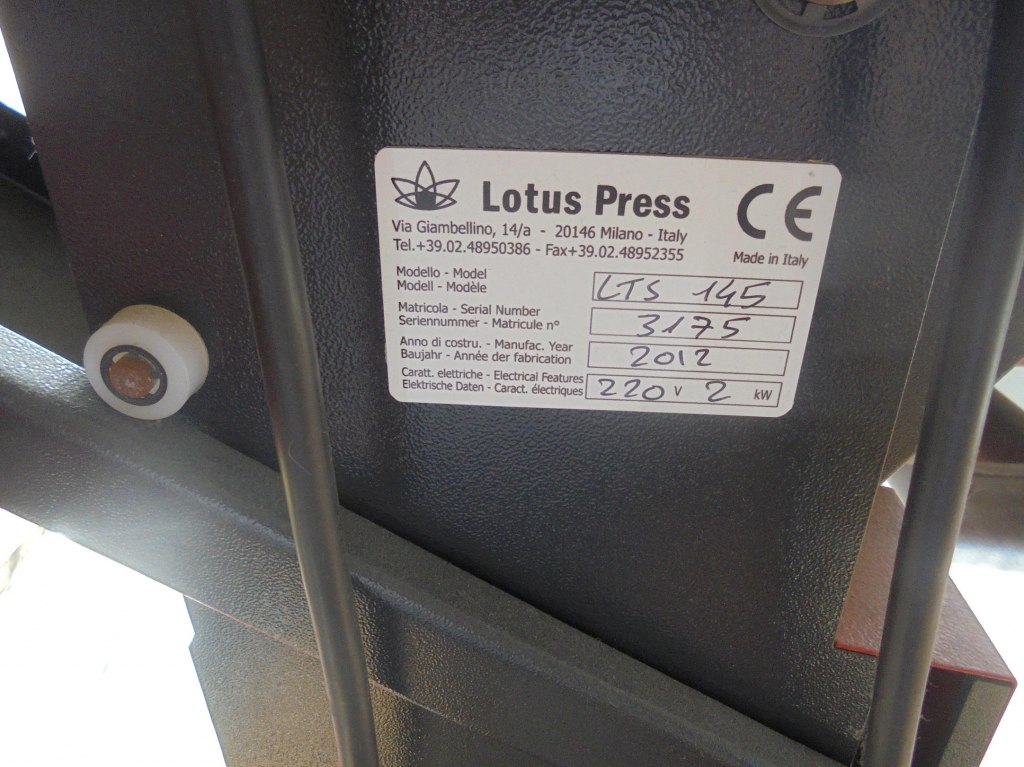 Lotus Press
CE
Via Giambellino, 14/a - 20146 Milano - Italy
Tel.+39.02.48950386 - Fax+39.02.48952355
Made in Italy
Modello - Model
Modell - Modèle
LTS 145
Matricola - Serial Number
Seriennummer - Matricule n°
3175
Anno di costru. - Manufac. Year
Baujahr - Année der fabrication
2012
Caratt. elettriche - Electrical Features
Elektrische Daten - Caract. électriques
220 V 2 kW